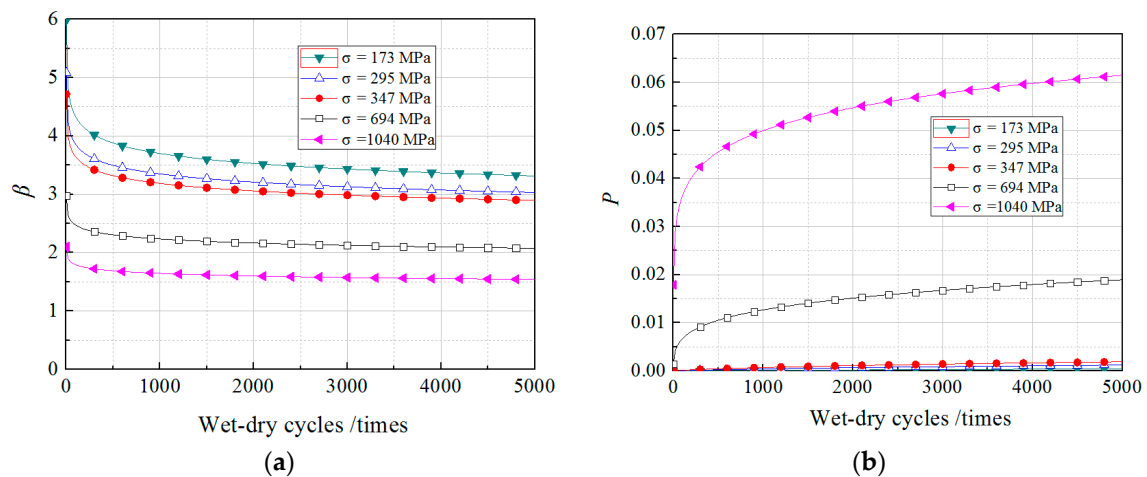 6
5
4
3
2
1
0
β
σ = 173 MPa
σ = 295 MPa
σ = 347 MPa
σ = 694 MPa
σ =1040 MPa
0 1000 2000 3000 4000 5000
Wet-dry cycles /times
(a)
0.07
0.06
0.05
0.04
0.03
0.02
0.01
0.00
P
σ = 173 MPa
σ = 295 MPa
σ = 347 MPa
σ = 694 MPa
σ =1040 MPa
0 1000 2000 3000 4000 5000
Wet-dry cycles /times
(b)